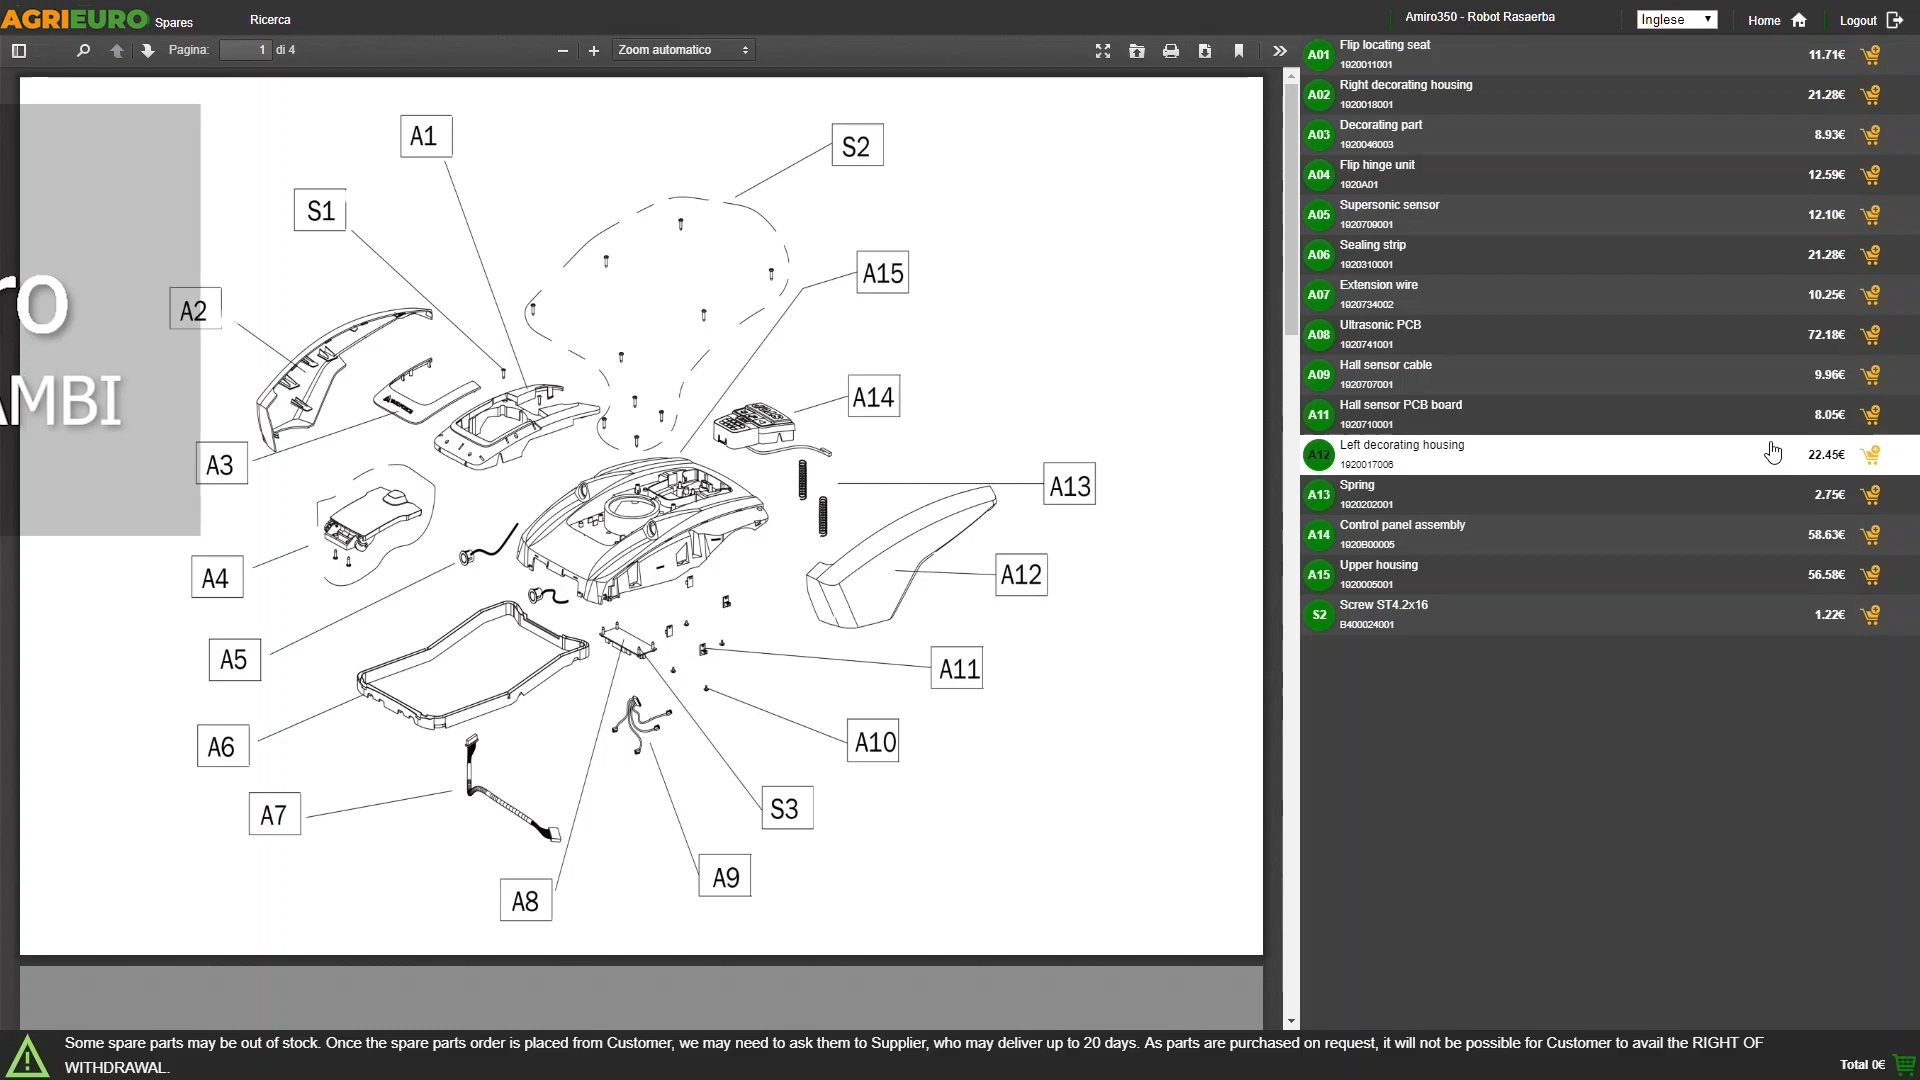 AGRIEURO Spares
Ricerca
Amiro350 - Robot Rasaerba
Inglese
Home
Logout
Pagina: 1 di 4
Zoom automatico
A1
S2
S1
A15
A2
A14
A3
A13
A4
A12
A5
A11
A6
A10
A7
S3
A9
A8
ro
AMBI
A01 Flip locating seat 11.71€
1920011001
A02 Right decorating housing 21.28€
1920018001
A03 Decorating part 8.93€
1920046003
A04 Flip hinge unit 12.59€
1920A01
A05 Supersonic sensor 12.10€
1920709001
A06 Sealing strip 21.28€
1920310001
A07 Extension wire 10.25€
1920734002
A08 Ultrasonic PCB 72.18€
1920741001
A09 Hall sensor cable 9.96€
1920707001
A11 Hall sensor PCB board 8.05€
1920710001
A12 Left decorating housing 22.45€
1920017006
A13 Spring 2.75€
1920202001
A14 Control panel assembly 58.63€
1920B00005
A15 Upper housing 56.58€
1920005001
S2 Screw ST4.2x16 1.22€
B400024001
Some spare parts may be out of stock. Once the spare parts order is placed from Customer, we may need to ask them to Supplier, who may deliver up to 20 days. As parts are purchased on request, it will not be possible for Customer to avail the RIGHT OF
WITHDRAWAL.
Total 0€